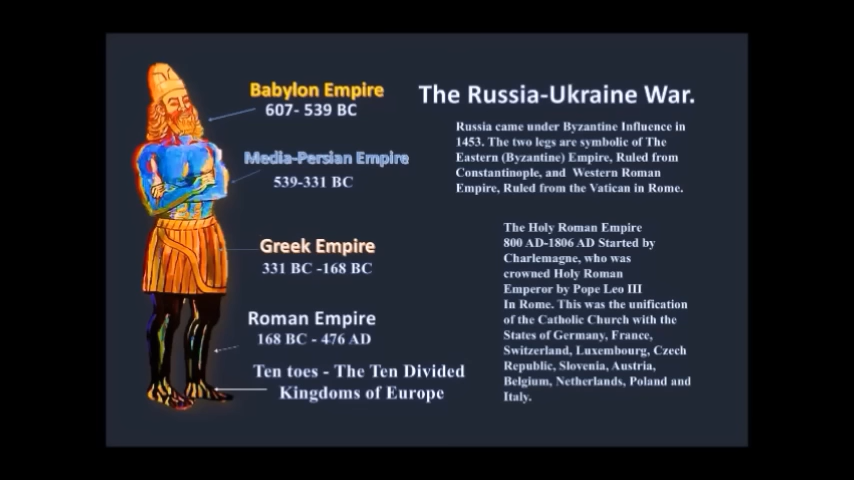 Babylon Empire
607- 539 BC
Media-Persian Empire
539-331 BC
Greek Empire
331 BC -168 BC
Roman Empire
168 BC - 476 AD
Ten toes - The Ten Divided
Kingdoms of Europe
The Russia-Ukraine War.
Russia came under Byzantine Influence in
1453. The two legs are symbolic of The
Eastern (Byzantine) Empire, Ruled from
Constantinople, and Western Roman
Empire, Ruled from the Vatican in Rome.
The Holy Roman Empire
800 AD-1806 AD Started by
Charlemagne, who was
crowned Holy Roman
Emperor by Pope Leo III
In Rome. This was the unification
of the Catholic Church with the
States of Germany, France,
Switzerland, Luxembourg, Czech
Republic, Slovenia, Austria,
Belgium, Netherlands, Poland and
Italy.